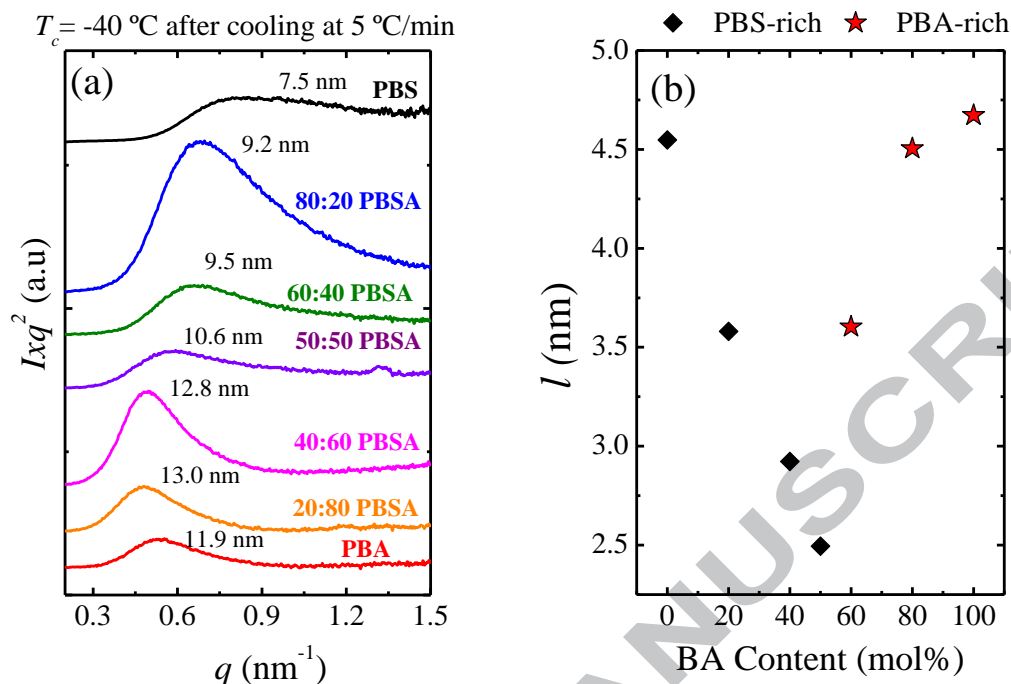 T_c= -40 ºC after cooling at 5 ºC/min
(a)
7.5 nm
PBS
9.2 nm
80:20 PBSA
9.5 nm
60:40 PBSA
10.6 nm
50:50 PBSA
12.8 nm
40:60 PBSA
13.0 nm
20:80 PBSA
11.9 nm
PBA
Ixq² (a.u)
0.3 0.6 0.9 1.2 1.5
q (nm⁻¹)
PBS-rich PBA-rich
(b)
5.0
4.5
4.0
3.5
3.0
2.5
l (nm)
0 20 40 60 80 100
BA Content (mol%)
ANUSCRI